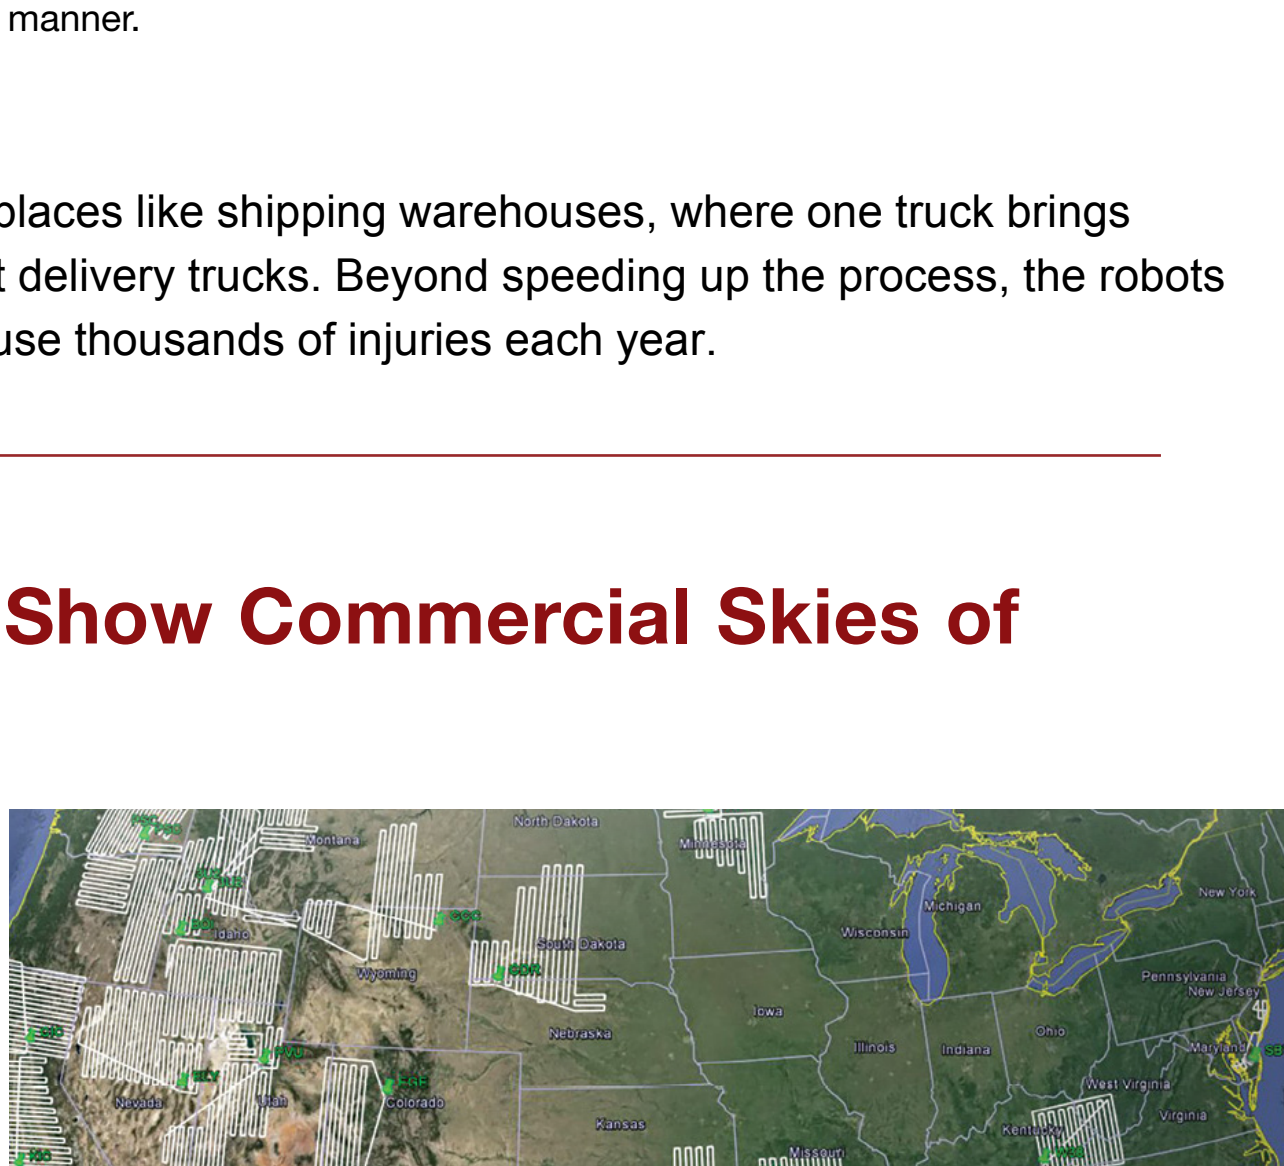 manner.
places like shipping warehouses, where one truck brings
t delivery trucks. Beyond speeding up the process, the robots
use thousands of injuries each year.
Show Commercial Skies of
North Dakota
Montana
Minnesota
New York
Michigan
Idaho
Wisconsin
South Dakota
Wyoming
Pennsylvania
New Jersey
Iowa
Nebraska
Ohio
Illinois
Indiana
Maryland
PVU
ELY
West Virginia
Nevada
Utah
Colorado
Virginia
Kansas
Kentucky
Missouri